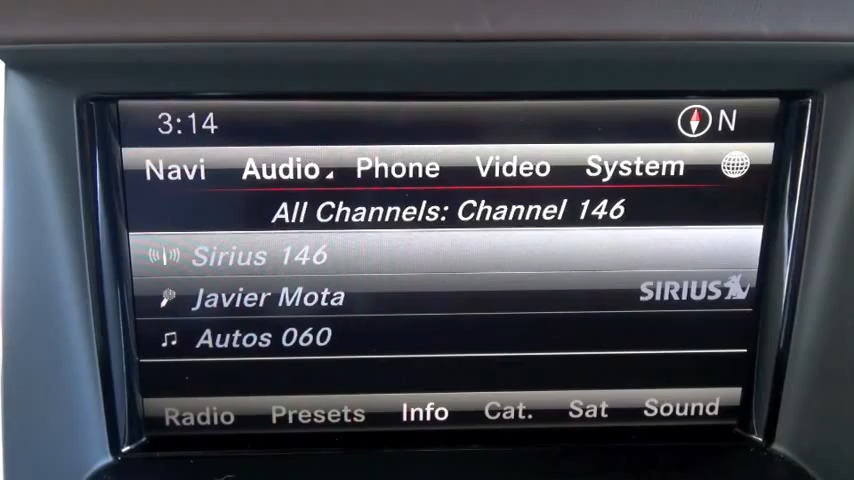 3:14 N
Navi Audio Phone Video System
All Channels: Channel 146
Sirius 146
Javier Mota SIRIUS
Autos 060
Radio Presets Info Cat. Sat Sound